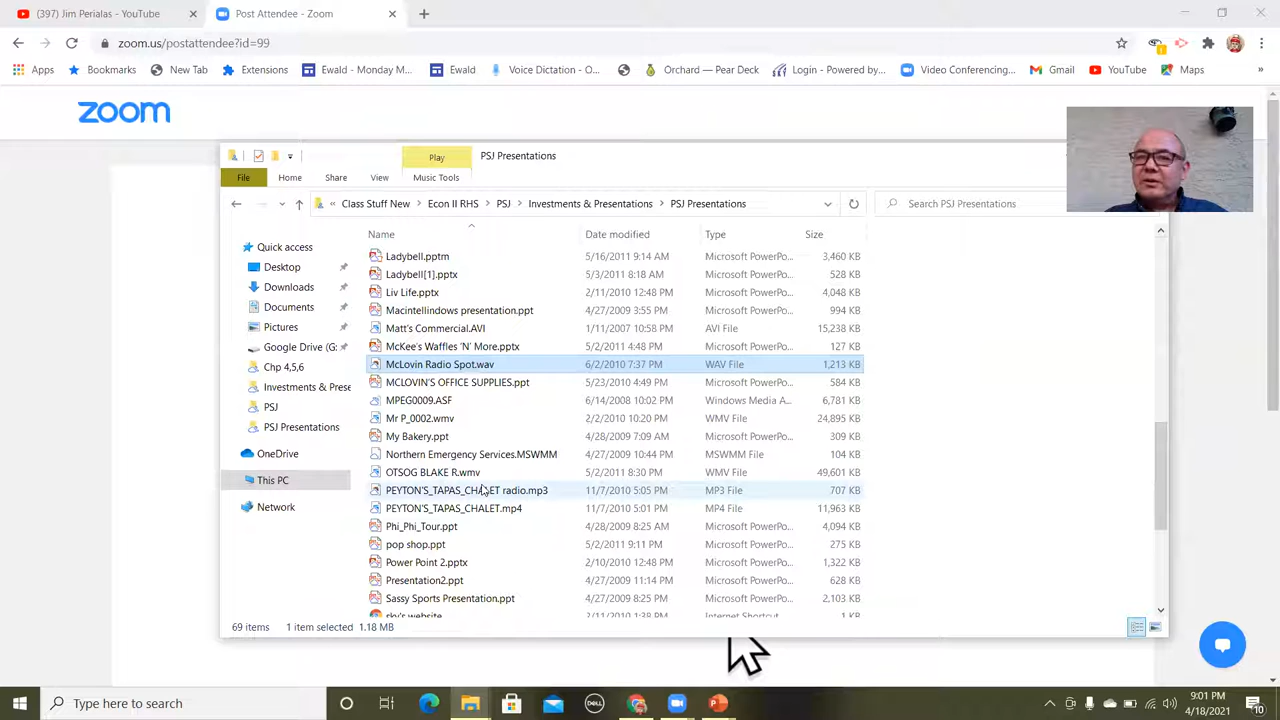 (397) Jim Perialas - YouTube
Post Attendee - Zoom
zoom.us/postattendee?id=99
Apps
Bookmarks
New Tab
Extensions
Ewald - Monday M...
Ewald
Voice Dictation - O...
Orchard — Pear Deck
Login - Powered by...
Video Conferencing...
Gmail
YouTube
Maps
»
zoom
Play
PSJ Presentations
File
Home
Share
View
Music Tools
« Class Stuff New > Econ II RHS > PSJ > Investments & Presentations > PSJ Presentations
Search PSJ Presentations
Name
Date modified
Type
Size
Quick access
Desktop
Downloads
Documents
Pictures
Google Drive (G:
Chp 4,5,6
Investments & Prese
PSJ
PSJ Presentations
OneDrive
This PC
Network
Ladybell.pptm 5/16/2011 9:14 AM Microsoft PowerPo... 3,460 KB
Ladybell[1].pptx 5/3/2011 8:18 AM Microsoft PowerPo... 528 KB
Liv Life.pptx 2/11/2010 12:48 PM Microsoft PowerPo... 4,048 KB
Macintellindows presentation.ppt 4/27/2009 3:55 PM Microsoft PowerPo... 994 KB
Matt's Commercial.AVI 1/11/2007 10:58 PM AVI File 15,238 KB
McKee's Waffles 'N' More.pptx 5/2/2011 4:48 PM Microsoft PowerPo... 127 KB
McLovin Radio Spot.wav 6/2/2010 7:37 PM WAV File 1,213 KB
MCLOVIN'S OFFICE SUPPLIES.ppt 5/23/2010 4:49 PM Microsoft PowerPo... 584 KB
MPEG0009.ASF 6/14/2008 10:02 PM Windows Media A... 6,781 KB
Mr P_0002.wmv 2/2/2010 10:20 PM WMV File 24,895 KB
My Bakery.ppt 4/28/2009 7:09 AM Microsoft PowerPo... 309 KB
Northern Emergency Services.MSWMM 4/29/2009 10:44 PM MSWMM File 104 KB
OTSOG BLAKE R.wmv 5/2/2011 8:30 PM WMV File 49,601 KB
PEYTON'S_TAPAS_CHALET radio.mp3 11/7/2010 5:05 PM MP3 File 707 KB
PEYTON'S_TAPAS_CHALET.mp4 11/7/2010 5:01 PM MP4 File 11,963 KB
Phi_Phi_Tour.ppt 4/28/2009 8:25 AM Microsoft PowerPo... 4,094 KB
pop shop.ppt 5/2/2011 9:11 PM Microsoft PowerPo... 275 KB
Power Point 2.pptx 2/10/2010 12:48 PM Microsoft PowerPo... 1,322 KB
Presentation2.ppt 4/27/2009 11:14 PM Microsoft PowerPo... 628 KB
Sassy Sports Presentation.ppt 4/27/2009 8:25 PM Microsoft PowerPo... 2,103 KB
sky's website 2/11/2010 1:38 PM Internet Shortcut 1 KB
69 items
1 item selected 1.18 MB
Type here to search
DELL
9:01 PM
4/18/2021
10